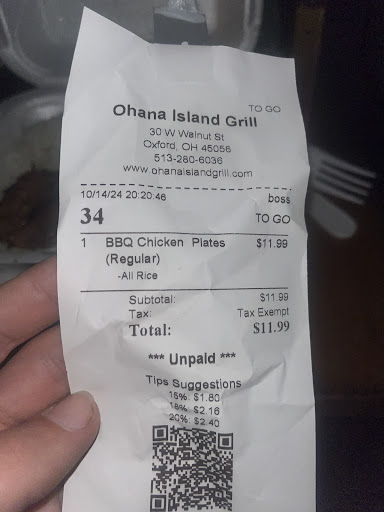 TO GO
Ohana Island Grill
30 W Walnut St
Oxford, OH 45056
513-280-6036
www.ohanaislandgrill.com
10/14/24 20:20:46 boss
34 TO GO
1 BBQ Chicken Plates $11.99
(Regular)
-All Rice
Subtotal: $11.99
Tax: Tax Exempt
Total: $11.99
*** Unpaid ***
Tips Suggestions
15%: $1.80
18%: $2.16
20%: $2.40